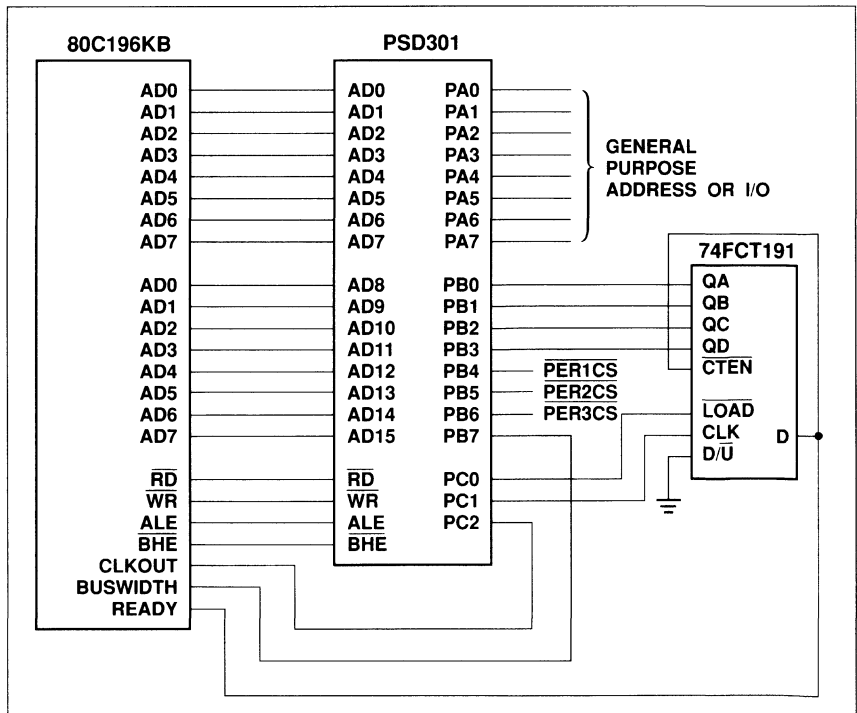 80C196KB
PSD301
AD0 AD0 PA0
AD1 AD1 PA1
AD2 AD2 PA2
AD3 AD3 PA3
AD4 AD4 PA4
AD5 AD5 PA5
AD6 AD6 PA6
AD7 AD7 PA7
GENERAL
PURPOSE
ADDRESS OR I/O
74FCT191
AD0 AD8 PB0 QA
AD1 AD9 PB1 QB
AD2 AD10 PB2 QC
AD3 AD11 PB3 QD
AD4 AD12 PB4 PER1CS CTEN
AD5 AD13 PB5 PER2CS
AD6 AD14 PB6 PER3CS LOAD
AD7 AD15 PB7 CLK D
D/U
RD RD PC0
WR WR PC1
ALE ALE PC2
BHE BHE
CLKOUT
BUSWIDTH
READY